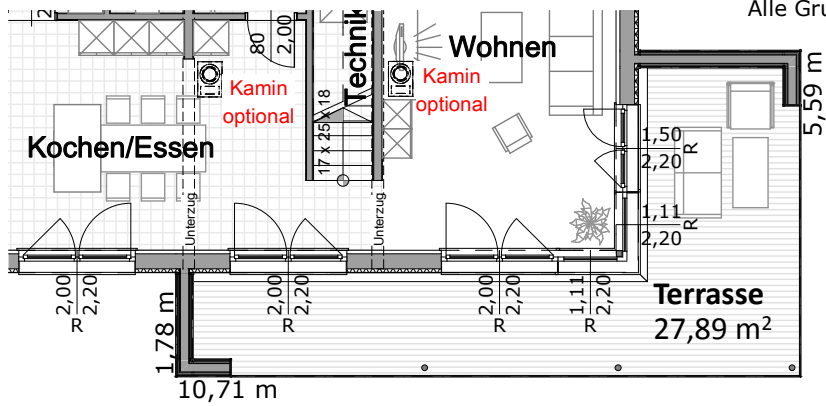 Alle Gru
2
80
2,00
Technik
Wohnen
Kamin
optional
Kamin
optional
5,59 m
17 x 25 x 18
Kochen/Essen
1,50
2,20
R
Unterzug
Unterzug
1,11
2,20
R
2,00
2,20
R
2,00
2,20
R
2,00
2,20
R
1,11
2,20
R
Terrasse
27,89 m²
1,78 m
10,71 m